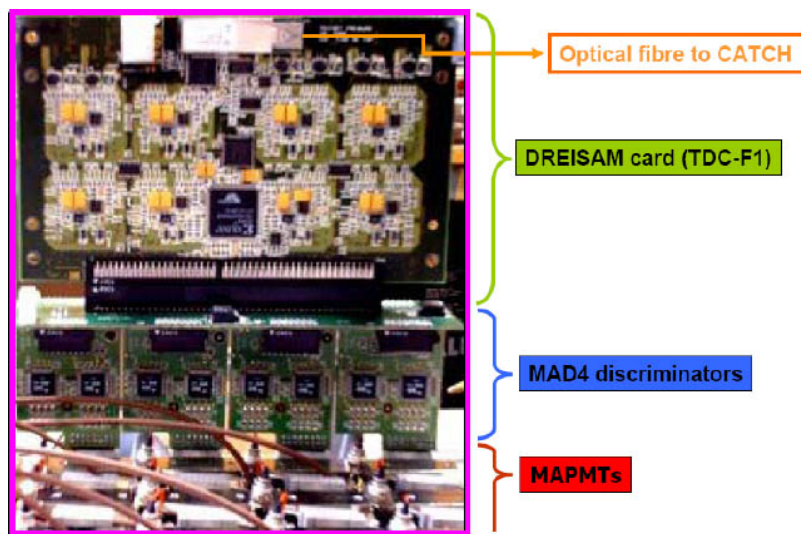 Optical fibre to CATCH
DREISAM card (TDC-F1)
MAD4 discriminators
MAPMTs